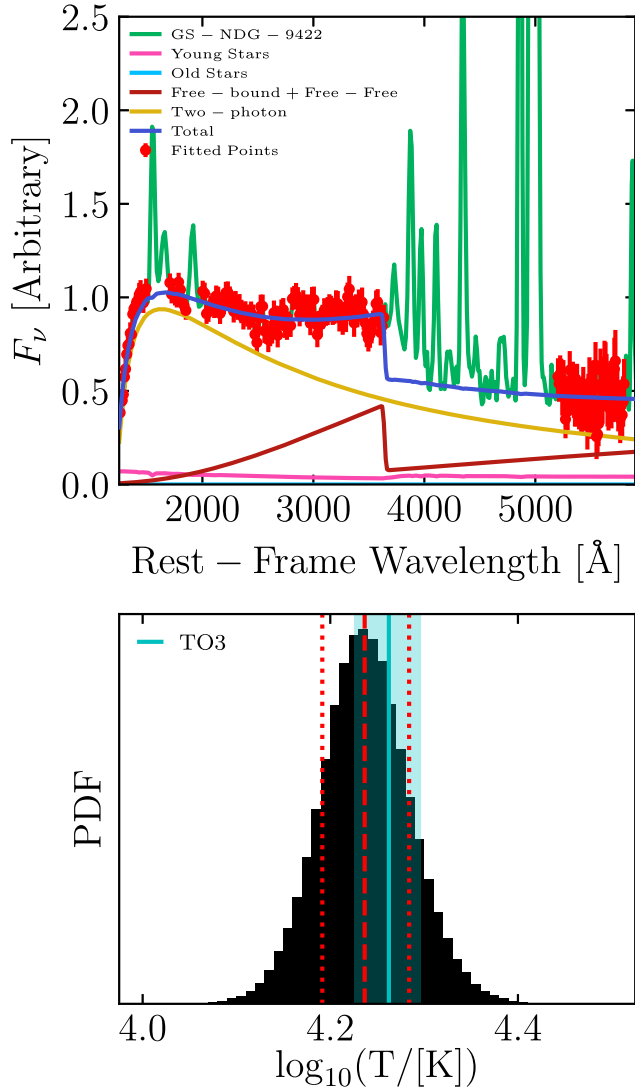 2.5
2.0
1.5
1.0
0.5
0.0
F_ν [Arbitrary]
GS − NDG − 9422
Young Stars
Old Stars
Free − bound + Free − Free
Two − photon
Total
Fitted Points
2000 3000 4000 5000
Rest − Frame Wavelength [Å]
TO3
PDF
4.0 4.2 4.4
log₁₀(T/[K])